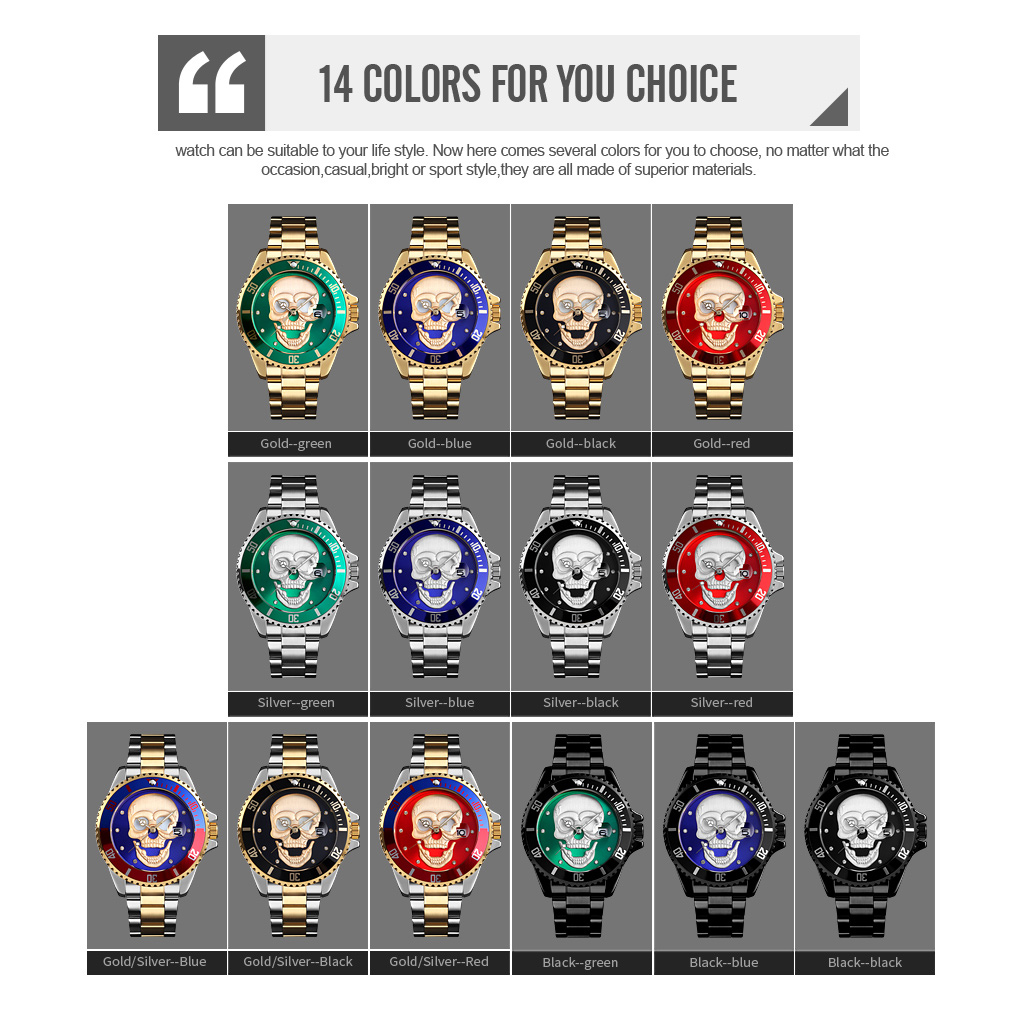 14 COLORS FOR YOU CHOICE
watch can be suitable to your life style. Now here comes several colors for you to choose, no matter what the
occasion,casual,bright or sport style,they are all made of superior materials.
Gold--green
Gold--blue
Gold--black
Gold--red
Silver--green
Silver--blue
Silver--black
Silver--red
Gold/Silver--Blue
Gold/Silver--Black
Gold/Silver--Red
Black--green
Black--blue
Black--black